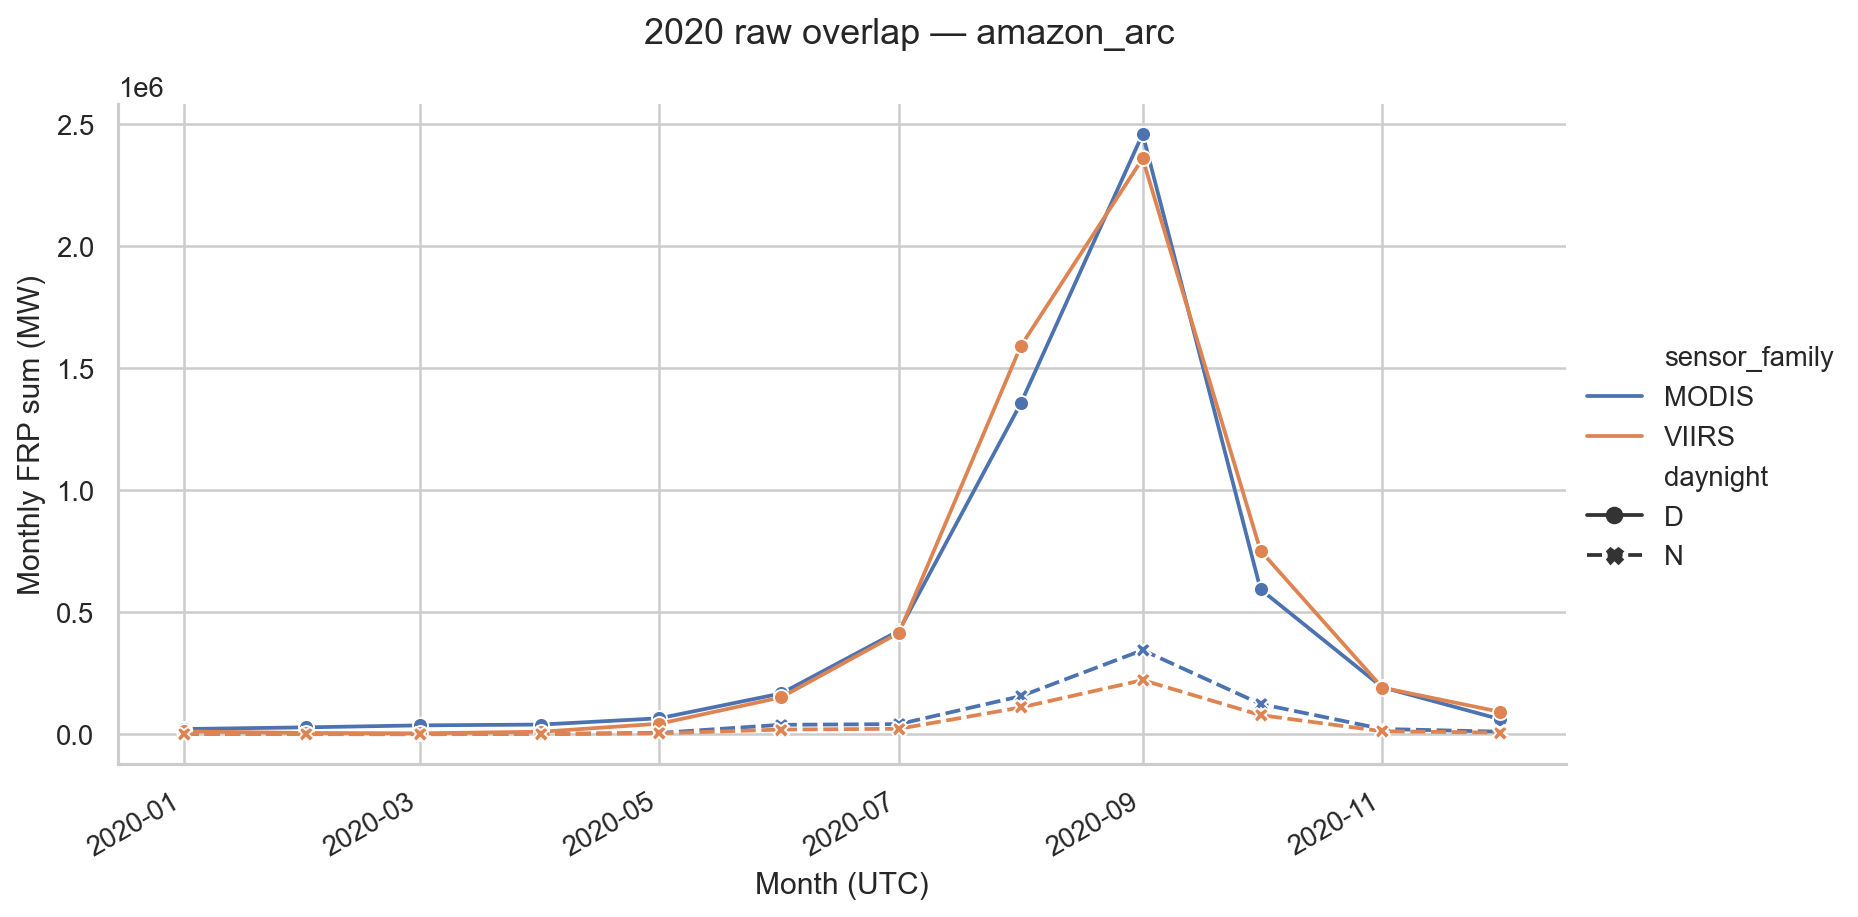 2020 raw overlap — amazon_arc
1e6
2.5
2.0
1.5
1.0
0.5
0.0
Monthly FRP sum (MW)
2020-01
2020-03
2020-05
2020-07
2020-09
2020-11
Month (UTC)
sensor_family
MODIS
VIIRS
daynight
D
N